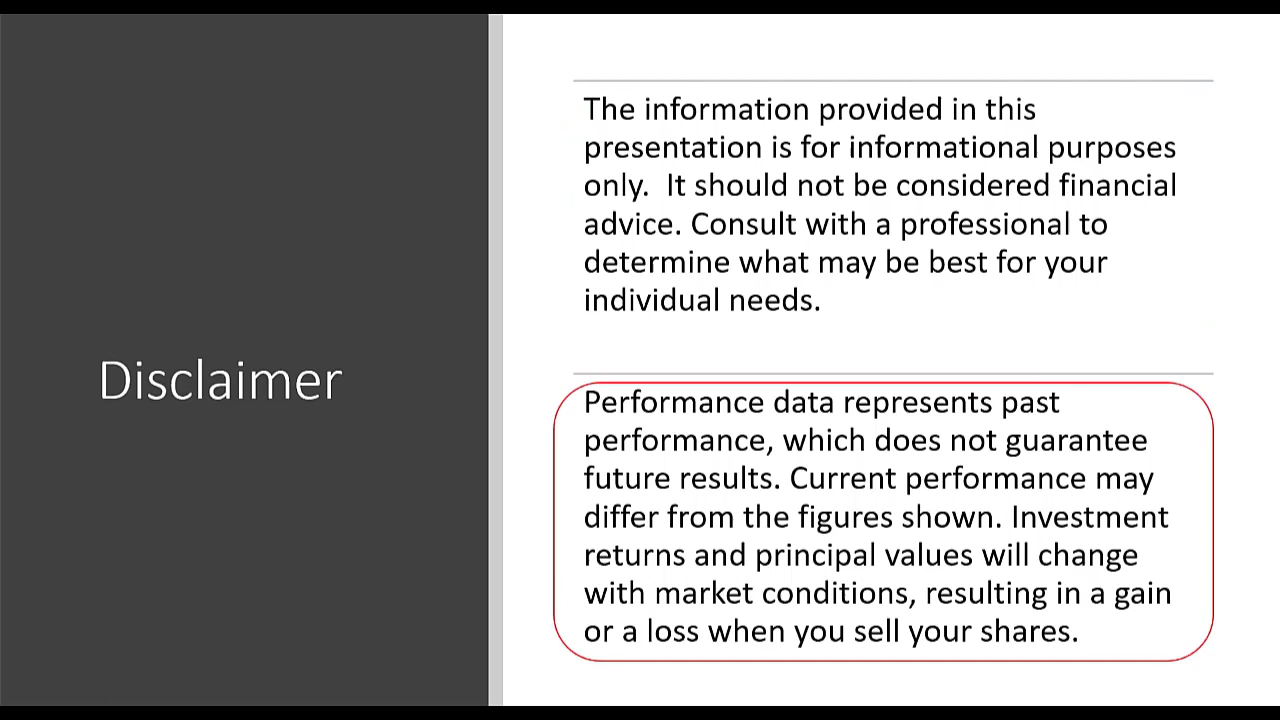 Disclaimer
The information provided in this
presentation is for informational purposes
only.  It should not be considered financial
advice. Consult with a professional to
determine what may be best for your
individual needs.
Performance data represents past
performance, which does not guarantee
future results. Current performance may
differ from the figures shown. Investment
returns and principal values will change
with market conditions, resulting in a gain
or a loss when you sell your shares.